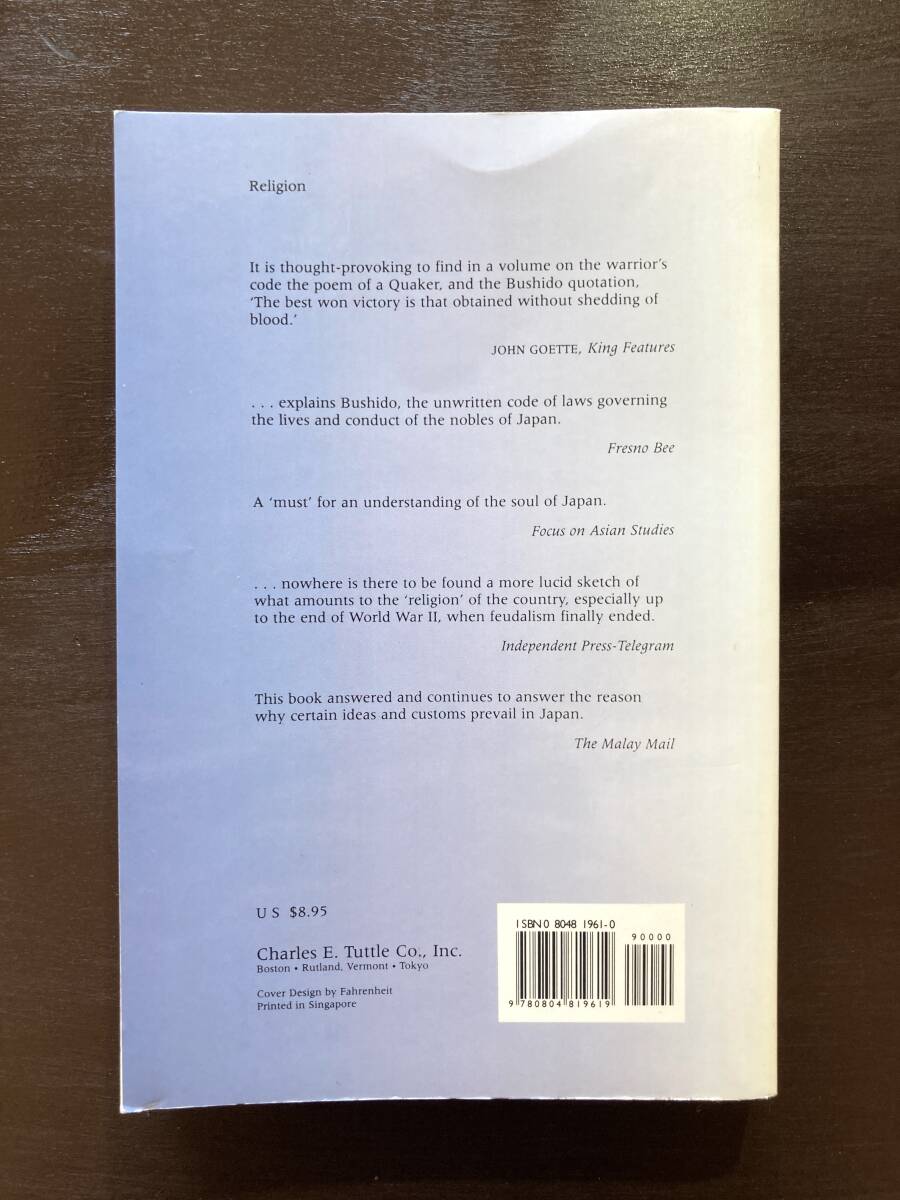 Religion
It is thought-provoking to find in a volume on the warrior's
code the poem of a Quaker, and the Bushido quotation,
'The best won victory is that obtained without shedding of
blood.'
JOHN GOETTE, King Features
. . . explains Bushido, the unwritten code of laws governing
the lives and conduct of the nobles of Japan.
Fresno Bee
A 'must' for an understanding of the soul of Japan.
Focus on Asian Studies
. . . nowhere is there to be found a more lucid sketch of
what amounts to the 'religion' of the country, especially up
to the end of World War II, when feudalism finally ended.
Independent Press-Telegram
This book answered and continues to answer the reason
why certain ideas and customs prevail in Japan.
The Malay Mail
U S $8.95
Charles E. Tuttle Co., Inc.
Boston • Rutland, Vermont • Tokyo
Cover Design by Fahrenheit
Printed in Singapore
ISBN 0 8048 1961-0
90000
9 780804 819619